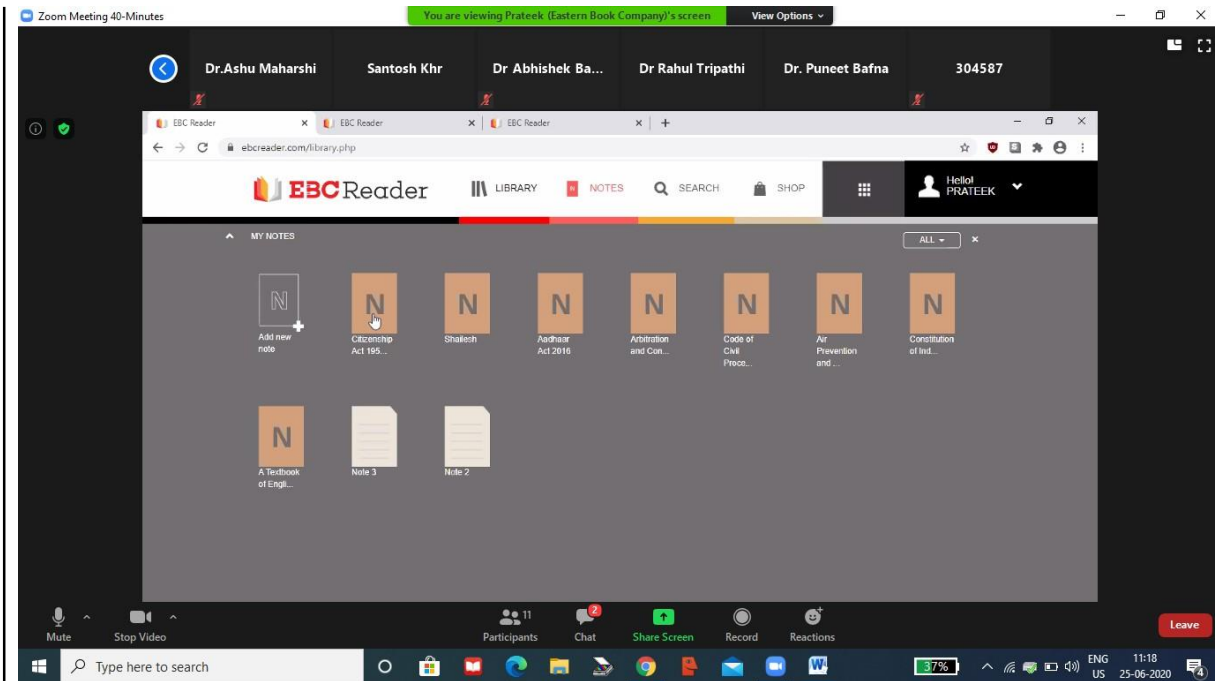 Zoom Meeting 40-Minutes
You are viewing Prateek (Eastern Book Company)'s screen
View Options
Dr.Ashu Maharshi Santosh Khr Dr Abhishek Ba... Dr Rahul Tripathi Dr. Puneet Bafna 304587
EBC Reader EBC Reader EBC Reader
ebcreader.com/library.php
EBC Reader LIBRARY N NOTES SEARCH SHOP Hello!
PRATEEK
MY NOTES ALL
N N N N N N N N
Add new note
Citizenship Act 195...
Shailesh
Aadhaar Act 2016
Arbitration and Con...
Code of Civil Proce...
Air Prevention and ...
Constitution of Ind...
N
A Textbook of Engli...
Note 3
Note 2
11 2
Mute Stop Video Participants Chat Share Screen Record Reactions Leave
Type here to search W 37% ENG 11:18
US 25-06-2020 4